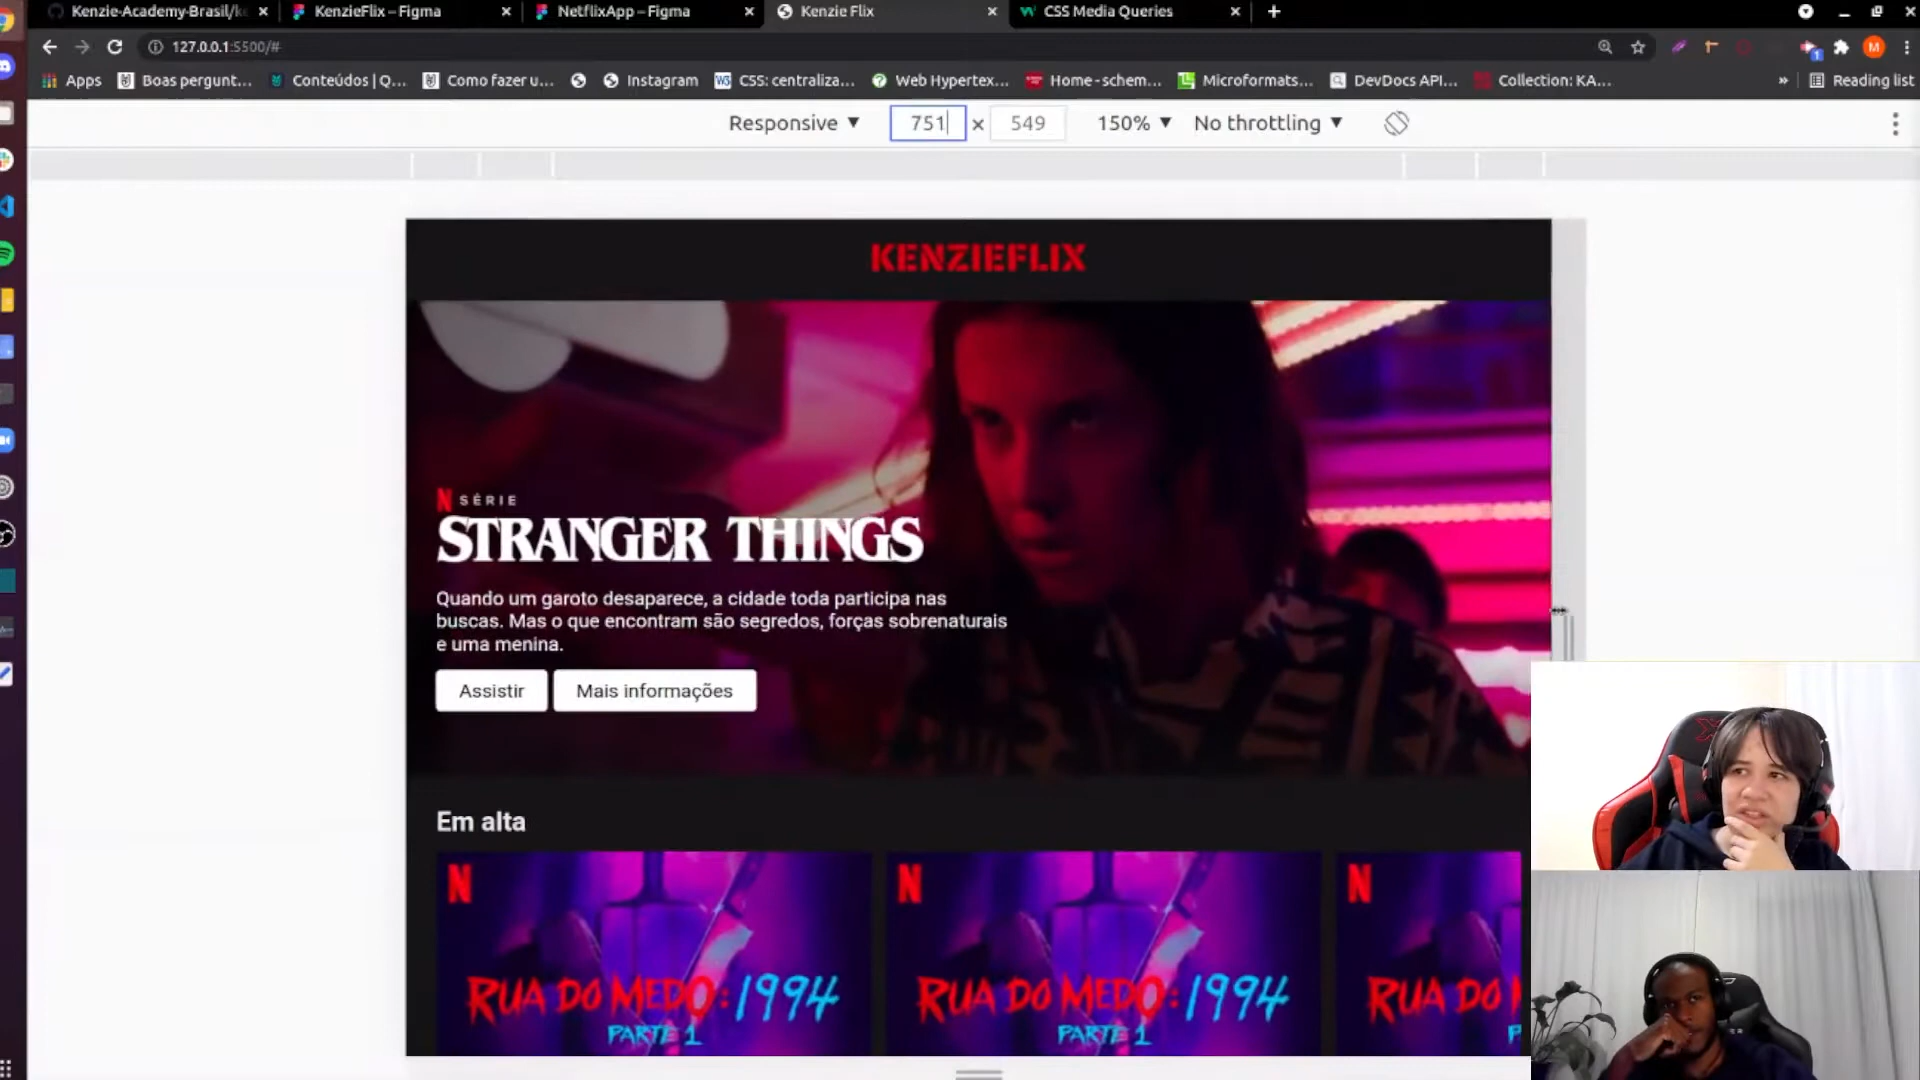 Kenzie-Academy-Brasil/k
KenzieFlix – Figma
NetflixApp – Figma
Kenzie Flix
CSS Media Queries
127.0.0.1:5500/#
M
1
Apps
Boas pergunt...
Conteúdos | Q...
Como fazer u...
Instagram
CSS: centraliza...
Web Hypertex...
Home - schem...
Microformats...
DevDocs API...
Collection: KA...
»
Reading list
Responsive
751
×
549
150%
No throttling
KENZIEFLIX
N SÉRIE
STRANGER THINGS
Quando um garoto desaparece, a cidade toda participa nas
buscas. Mas o que encontram são segredos, forças sobrenaturais
e uma menina.
Assistir
Mais informações
Em alta
N
RUA DO MEDO: 1994
PARTE 1
N
RUA DO MEDO: 1994
PARTE 1
N
RUA DO